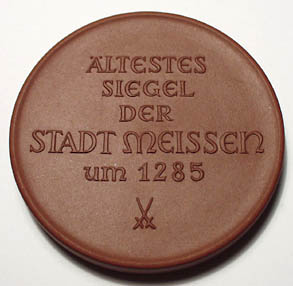 ÄLTESTES
SIEGEL
DER
STADT MEISSEN
um 1285